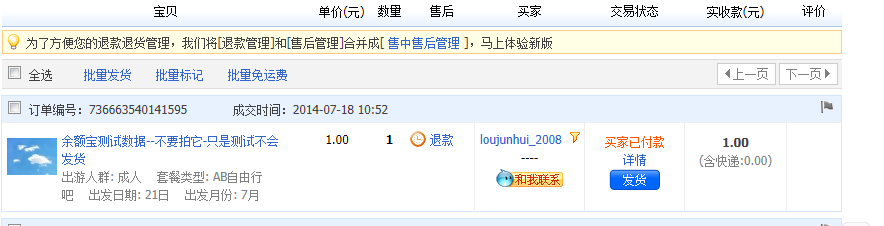 宝贝 单价(元) 数量 售后 买家 交易状态 实收款(元) 评价
为了方便您的退款退货管理，我们将[退款管理]和[售后管理]合并成[ 售中售后管理 ]，马上体验新版
全选 批量发货 批量标记 批量免运费 上一页 下一页
订单编号：736663540141595 成交时间：2014-07-18 10:52
余额宝测试数据--不要拍它-只是测试不会 1.00 1 退款 loujunhui_2008 买家已付款 1.00
发货 ---- 详情 (含快递:0.00)
出游人群: 成人 套餐类型: AB自由行 和我联系 发货
吧 出发日期: 21日 出发月份: 7月